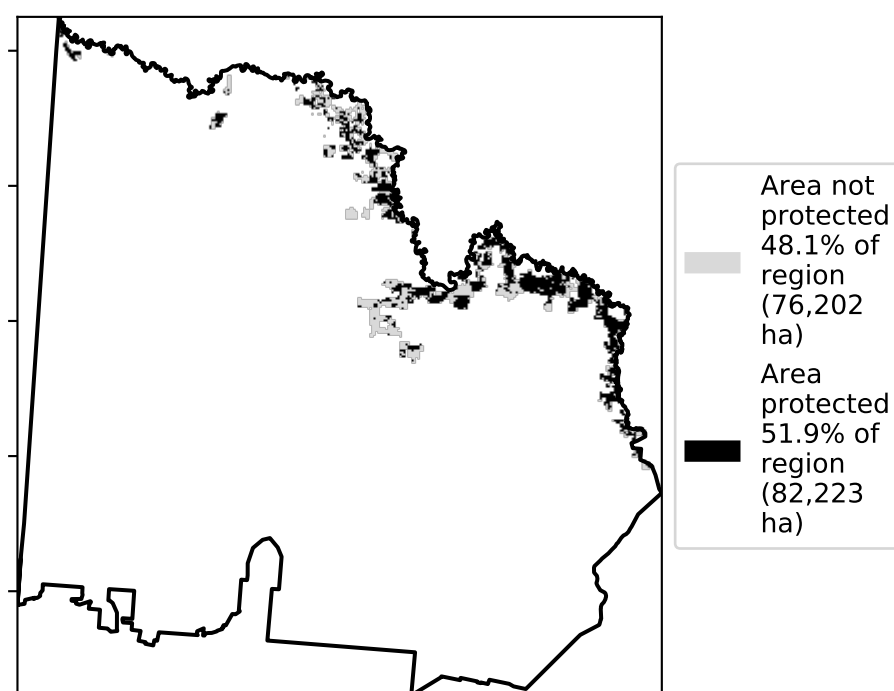 Area not
protected
48.1% of
region
(76,202
ha)
Area
protected
51.9% of
region
(82,223
ha)